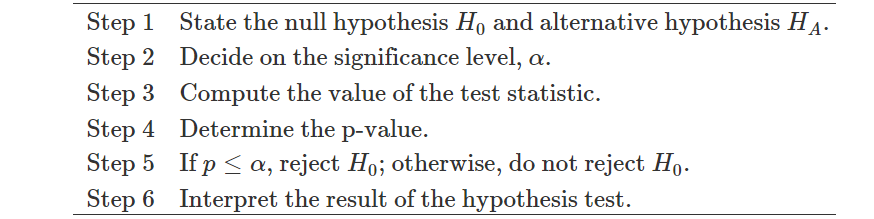 Step 1 State the null hypothesis H₀ and alternative hypothesis H_A.
Step 2 Decide on the significance level, α.
Step 3 Compute the value of the test statistic.
Step 4 Determine the p-value.
Step 5 If p ≤ α, reject H₀; otherwise, do not reject H₀.
Step 6 Interpret the result of the hypothesis test.